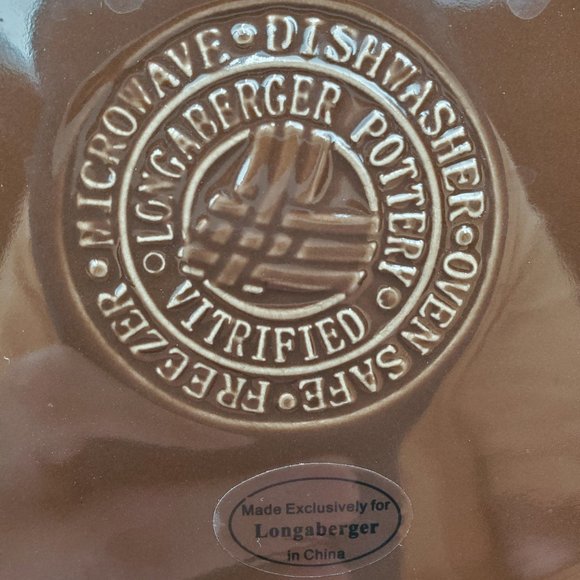 MICROWAVE • DISHWASHER • OVEN SAFE • FREEZER •
LONGABERGER POTTERY
VITRIFIED
Made Exclusively for
Longaberger
in China